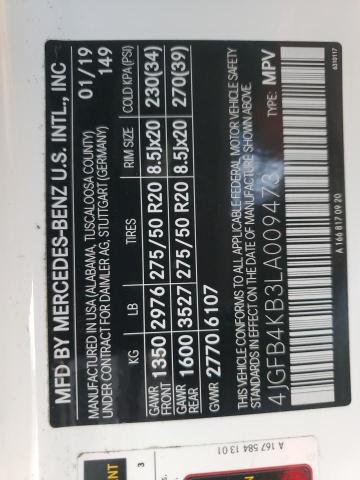 MFD BY MERCEDES-BENZ U.S. INTL., INC
MANUFACTURED IN USA (ALABAMA, TUSCALOOSA COUNTY) 01/19
UNDER CONTRACT FOR DAIMLER AG, STUTTGART (GERMANY) 149
KG LB TIRES RIM SIZE COLD KPA(PSI)
GAWR FRONT 1350 2976 275/50 R20 8.5Jx20 230(34)
GAWR REAR 1600 3527 275/50 R20 8.5Jx20 270(39)
GVWR 2770 6107
THIS VEHICLE CONFORMS TO ALL APPLICABLE FEDERAL MOTOR VEHICLE SAFETY
STANDARDS IN EFFECT ON THE DATE OF MANUFACTURE SHOWN ABOVE.
4JGFB4KB3LA009473 TYPE: MPV
A 166 817 09 20
6310117
A 167 584 13 01
3